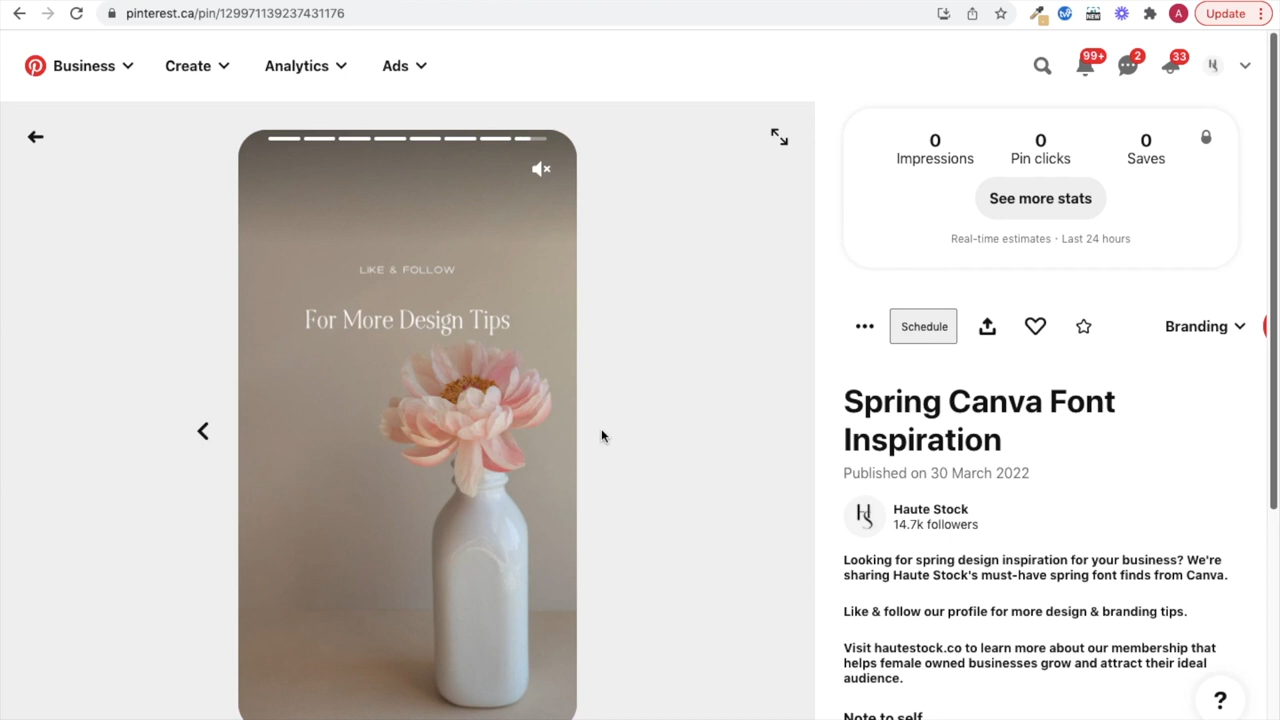 pinterest.ca/pin/129971139237431176
A
Update
Business
Create
Analytics
Ads
99+
2
33
HS
LIKE & FOLLOW
For More Design Tips
0
Impressions
0
Pin clicks
0
Saves
See more stats
Real-time estimates · Last 24 hours
Schedule
Branding
Spring Canva Font
Inspiration
Published on 30 March 2022
HS
Haute Stock
14.7k followers
Looking for spring design inspiration for your business? We're
sharing Haute Stock's must-have spring font finds from Canva.
Like & follow our profile for more design & branding tips.
Visit hautestock.co to learn more about our membership that
helps female owned businesses grow and attract their ideal
audience.
Note to self
?